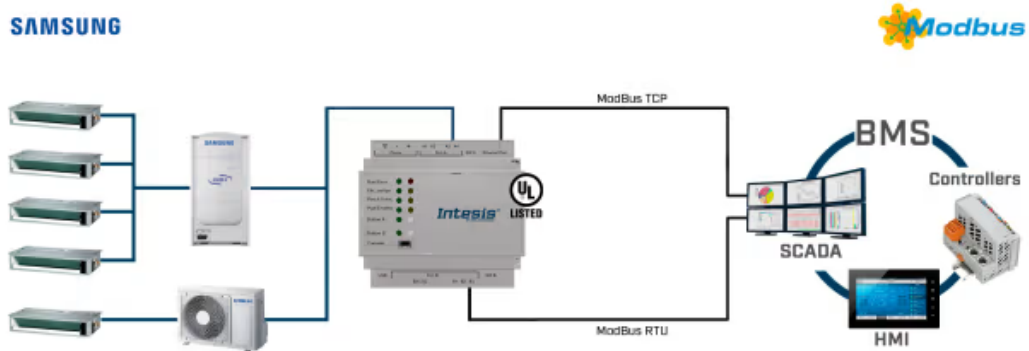 SAMSUNG
Modbus
ModBus TCP
BMS
SAMSUNG
Controllers
UL
LISTED
Intesis
SCADA
ModBus RTU
HMI